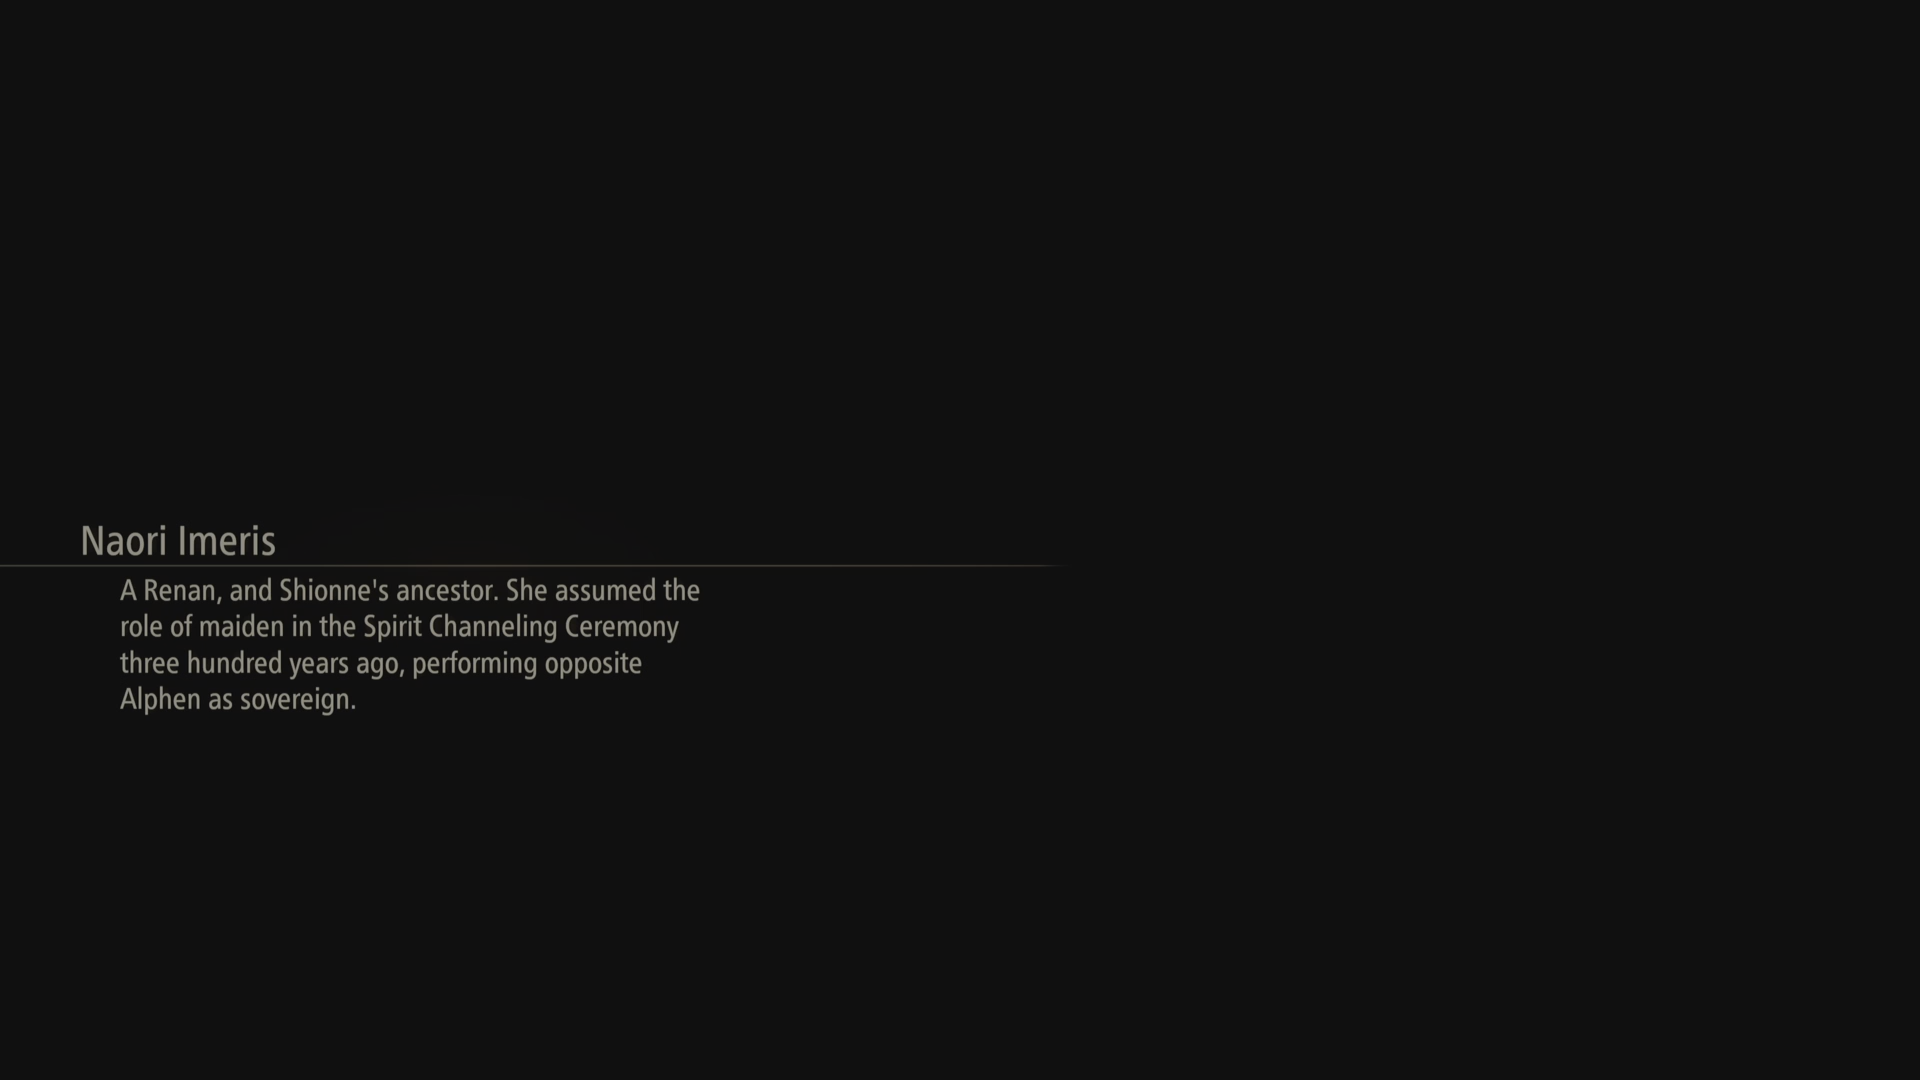 Naori Imeris
A Renan, and Shionne's ancestor. She assumed the
role of maiden in the Spirit Channeling Ceremony
three hundred years ago, performing opposite
Alphen as sovereign.